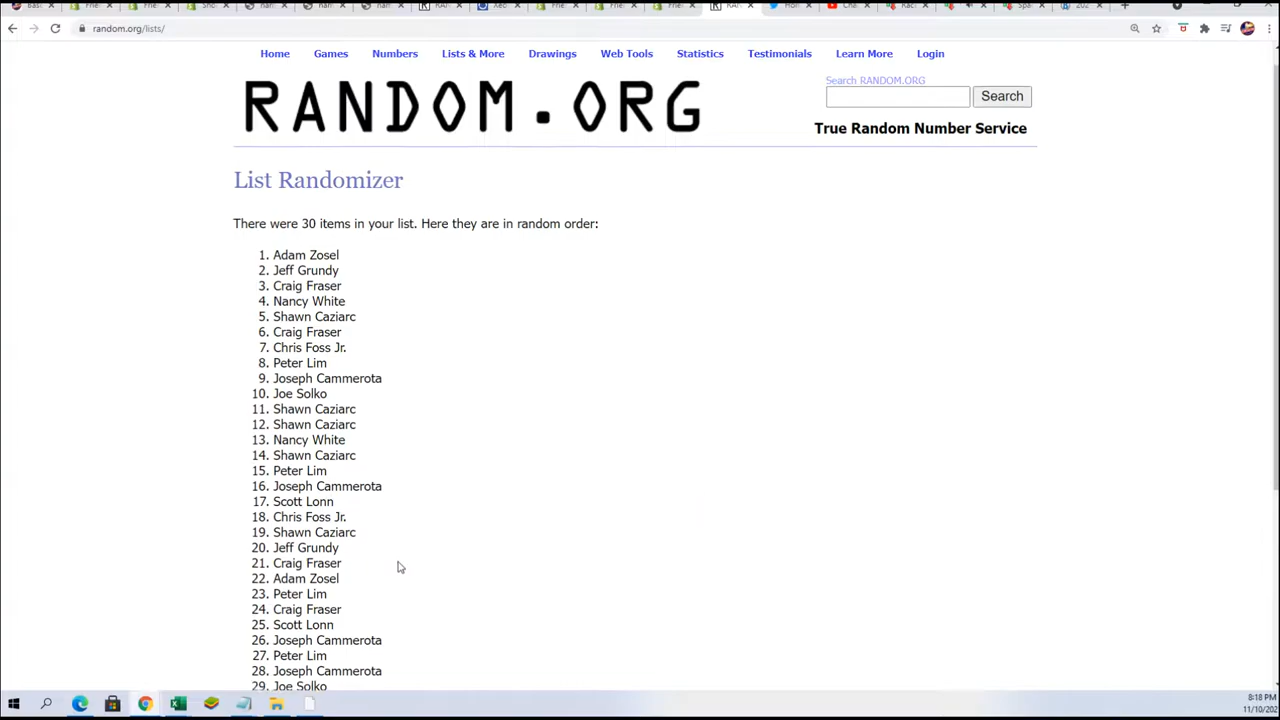 random.org/lists/
Home Games Numbers Lists & More Drawings Web Tools Statistics Testimonials Learn More Login
RANDOM.ORG
Search RANDOM.ORG
Search
True Random Number Service
List Randomizer
There were 30 items in your list. Here they are in random order:
1. Adam Zosel
2. Jeff Grundy
3. Craig Fraser
4. Nancy White
5. Shawn Caziarc
6. Craig Fraser
7. Chris Foss Jr.
8. Peter Lim
9. Joseph Cammerota
10. Joe Solko
11. Shawn Caziarc
12. Shawn Caziarc
13. Nancy White
14. Shawn Caziarc
15. Peter Lim
16. Joseph Cammerota
17. Scott Lonn
18. Chris Foss Jr.
19. Shawn Caziarc
20. Jeff Grundy
21. Craig Fraser
22. Adam Zosel
23. Peter Lim
24. Craig Fraser
25. Scott Lonn
26. Joseph Cammerota
27. Peter Lim
28. Joseph Cammerota
29. Joe Solko
8:18 PM
11/10/202